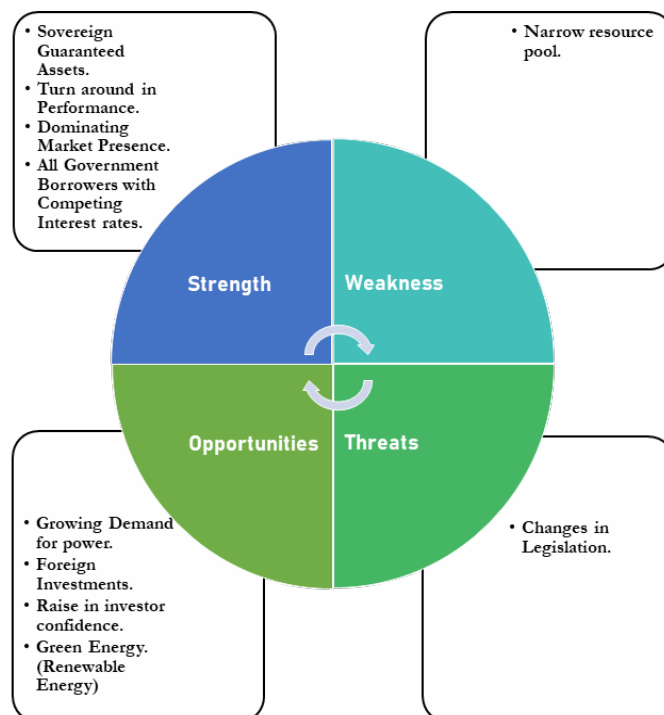 • Sovereign
Guaranteed
Assets.
• Turn around in
Performance.
• Dominating
Market Presence.
• All Government
Borrowers with
Competing
Interest rates.
• Narrow resource
pool.
Strength
Weakness
Opportunities
Threats
• Growing Demand
for power.
• Foreign
Investments.
• Raise in investor
confidence.
• Green Energy.
(Renewable
Energy)
• Changes in
Legislation.